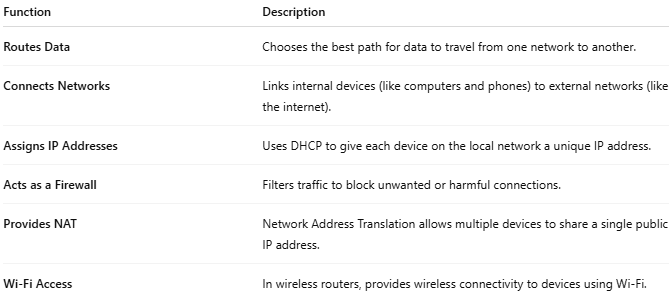 Function Description
Routes Data Chooses the best path for data to travel from one network to another.
Connects Networks Links internal devices (like computers and phones) to external networks (like
the internet).
Assigns IP Addresses Uses DHCP to give each device on the local network a unique IP address.
Acts as a Firewall Filters traffic to block unwanted or harmful connections.
Provides NAT Network Address Translation allows multiple devices to share a single public
IP address.
Wi-Fi Access In wireless routers, provides wireless connectivity to devices using Wi-Fi.